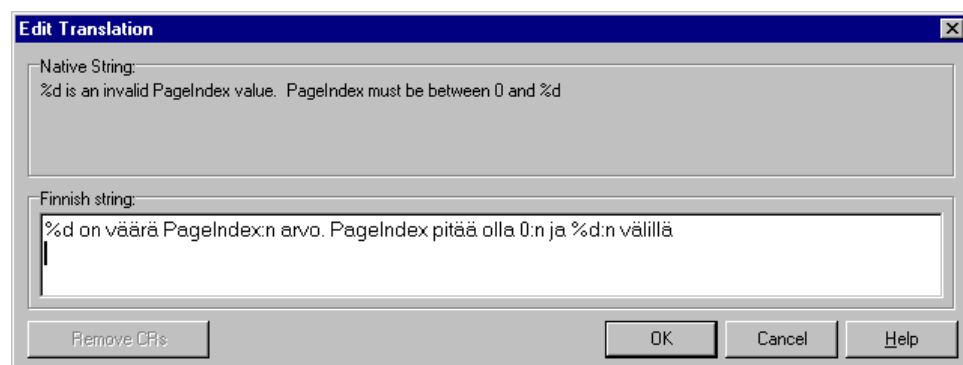 Edit Translation
Native String:
%d is an invalid PageIndex value.  PageIndex must be between 0 and %d
Finnish string:
%d on väärä PageIndex:n arvo. PageIndex pitää olla 0:n ja %d:n välillä
Remove CRs
OK
Cancel
Help